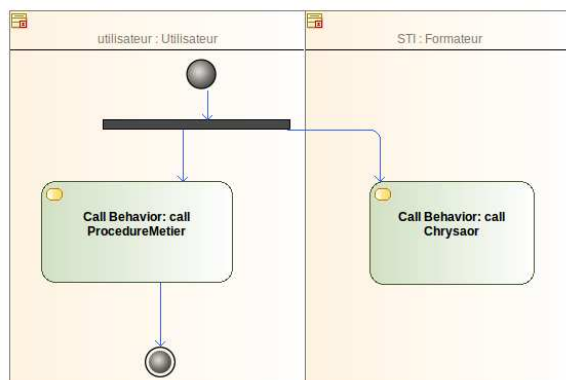 utilisateur : Utilisateur
STI : Formateur
Call Behavior: call
ProcedureMetier
Call Behavior: call
Chrysaor